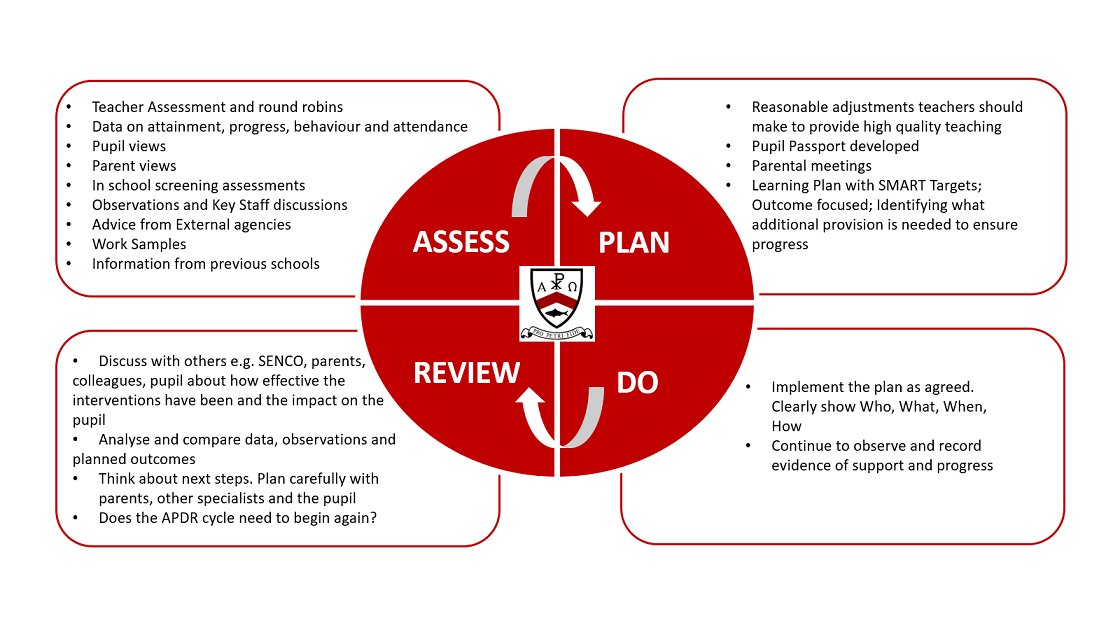 • Teacher Assessment and round robins
• Data on attainment, progress, behaviour and attendance
• Pupil views
• Parent views
• In school screening assessments
• Observations and Key Staff discussions
• Advice from External agencies
• Work Samples
• Information from previous schools
• Reasonable adjustments teachers should
make to provide high quality teaching
• Pupil Passport developed
• Parental meetings
• Learning Plan with SMART Targets;
Outcome focused; Identifying what
additional provision is needed to ensure
progress
ASSESS
PLAN
A Ω
PRO PETRI FIDE
REVIEW
DO
• Discuss with others e.g. SENCO, parents,
colleagues, pupil about how effective the
interventions have been and the impact on the
pupil
• Analyse and compare data, observations and
planned outcomes
• Think about next steps. Plan carefully with
parents, other specialists and the pupil
• Does the APDR cycle need to begin again?
• Implement the plan as agreed.
Clearly show Who, What, When,
How
• Continue to observe and record
evidence of support and progress